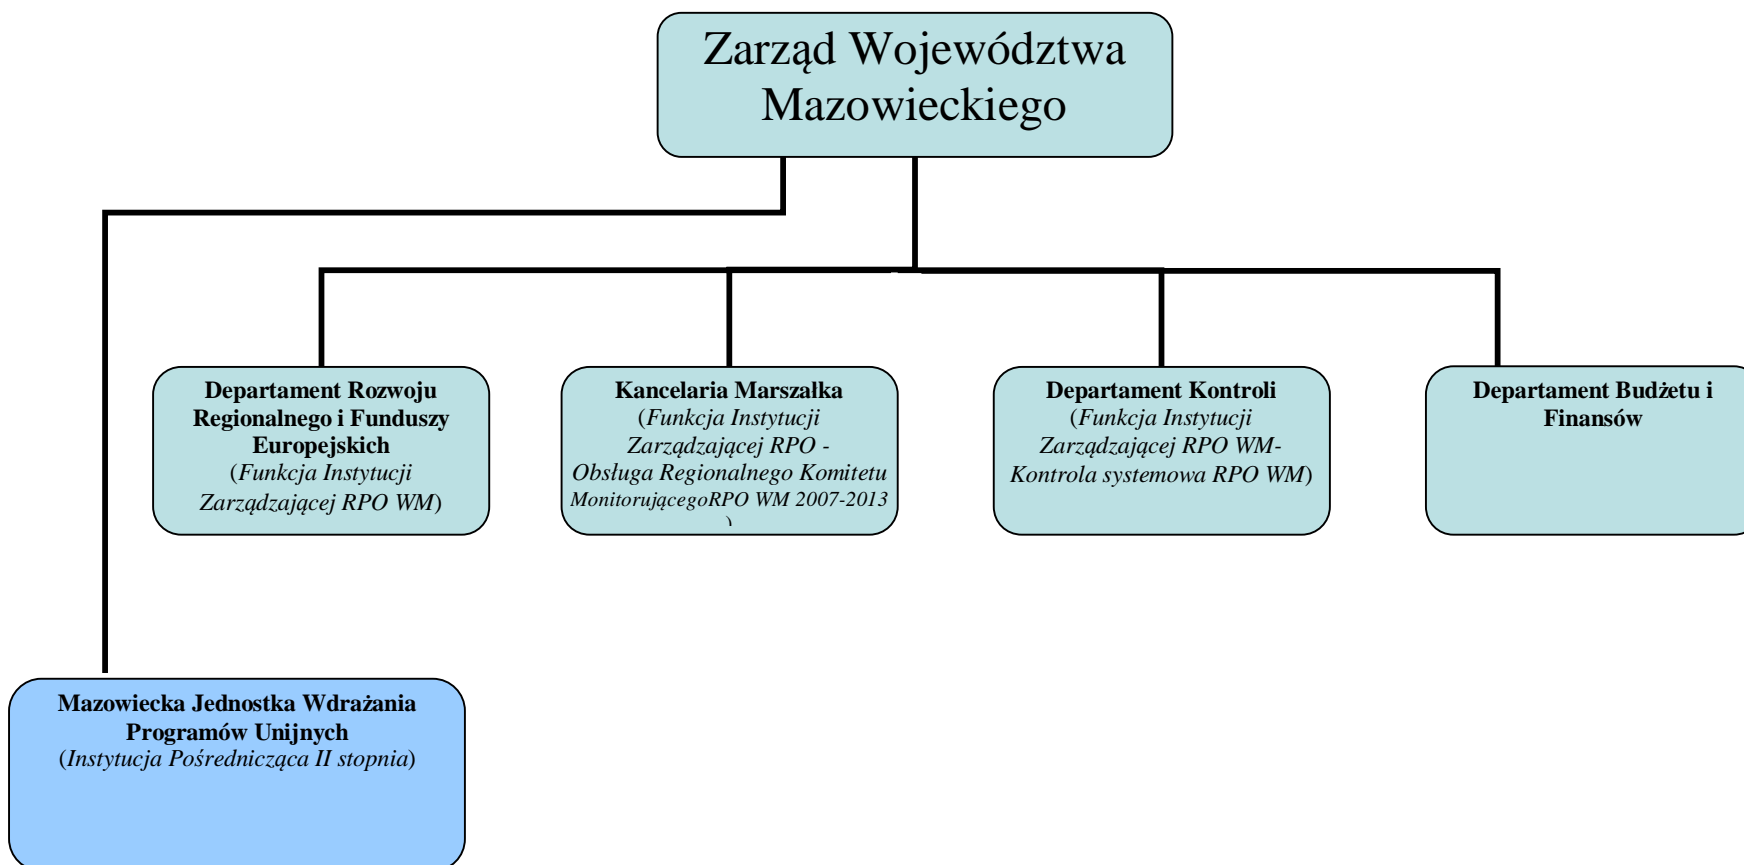 Zarząd Województwa
Mazowieckiego
Departament Rozwoju
Regionalnego i Funduszy
Europejskich
(Funkcja Instytucji
Zarządzającej RPO WM)
Kancelaria Marszałka
(Funkcja Instytucji
Zarządzającej RPO -
Obsługa Regionalnego Komitetu
MonitorującegoRPO WM 2007-2013
)
Departament Kontroli
(Funkcja Instytucji
Zarządzającej RPO WM-
Kontrola systemowa RPO WM)
Departament Budżetu i
Finansów
Mazowiecka Jednostka Wdrażania
Programów Unijnych
(Instytucja Pośrednicząca II stopnia)